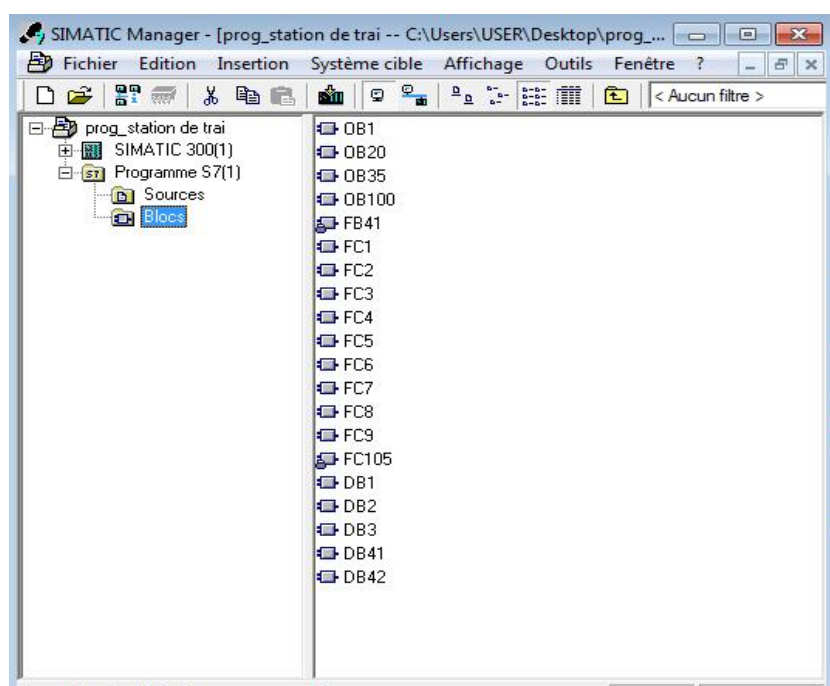 SIMATIC Manager - [prog_station de trai -- C:\Users\USER\Desktop\prog_...
Fichier Edition Insertion Système cible Affichage Outils Fenêtre ?
< Aucun filtre >
prog_station de trai
SIMATIC 300(1)
Programme S7(1)
Sources
Blocs
OB1
OB20
OB35
OB100
FB41
FC1
FC2
FC3
FC4
FC5
FC6
FC7
FC8
FC9
FC105
DB1
DB2
DB3
DB41
DB42